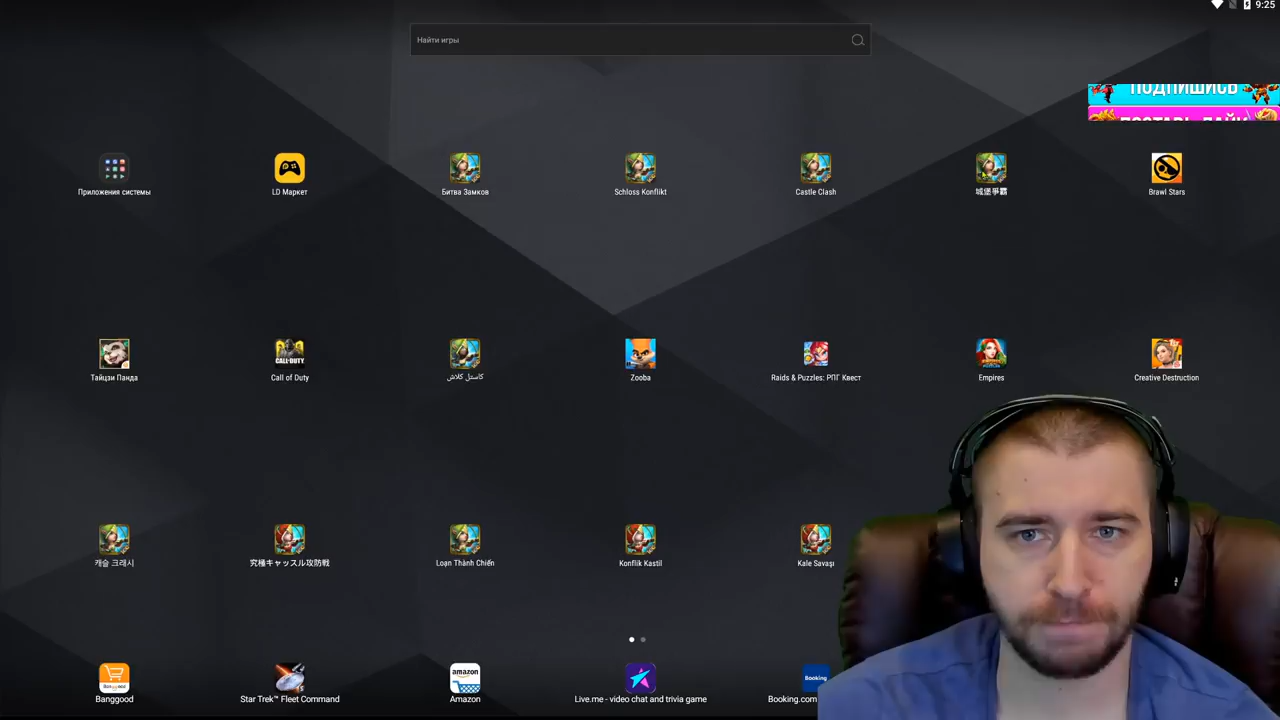 9:25
Найти игры
ПОДПИШИСЬ
ПОСТАВЬ ЛАЙК
Приложения системы
LD Маркет
Битва Замков
Schloss Konflikt
Castle Clash
城堡爭霸
Brawl Stars
Тайцзи Панда
CALL OF DUTY
Call of Duty
كاستل كلاش
Zooba
Raids & Puzzles: РПГ Квест
Empires
Creative Destruction
캐슬 크래시
究極キャッスル攻防戦
Loạn Thành Chiến
Konflik Kastil
Kale Savaşı
Banggood
Star Trek™ Fleet Command
amazon
Amazon
Live.me - video chat and trivia game
Booking
Booking.com